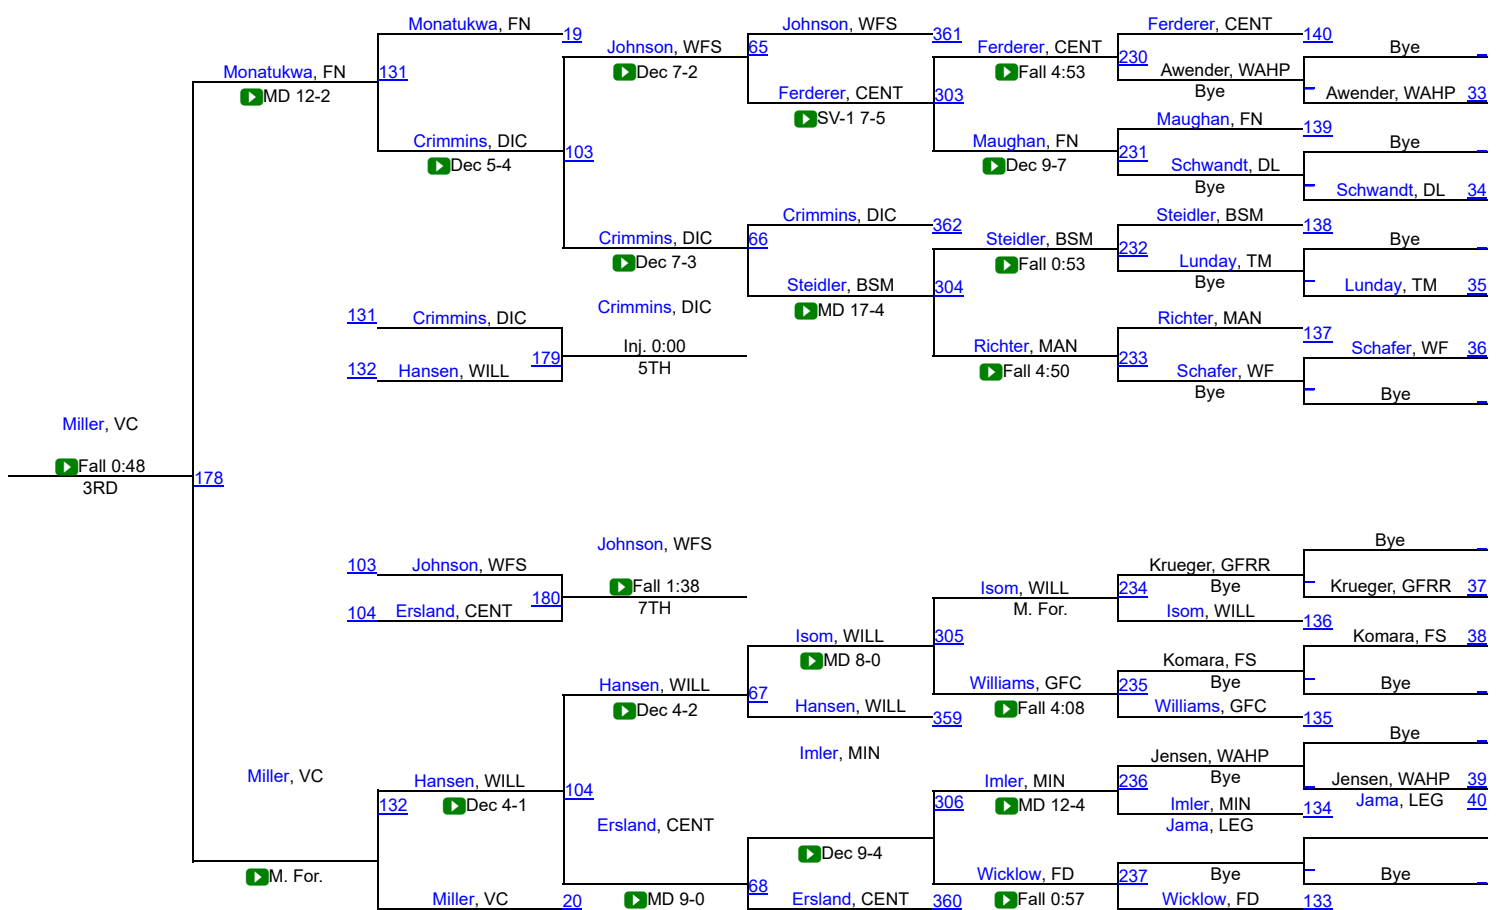 Monatukwa, FN
19
Johnson, WFS
361
Ferderer, CENT
140
Bye
Johnson, WFS
65
Ferderer, CENT
230
Dec 7-2
Fall 4:53
Awender, WAHP
Monatukwa, FN
131
Bye
Awender, WAHP 33
MD 12-2
Ferderer, CENT
303
SV-1 7-5
Maughan, FN
139
Crimmins, DIC
103
Maughan, FN
231
Bye
Dec 5-4
Dec 9-7
Schwandt, DL
Bye
Schwandt, DL 34
Crimmins, DIC
362
Steidler, BSM
138
Crimmins, DIC
66
Steidler, BSM
232
Bye
Dec 7-3
Fall 0:53
Lunday, TM
Bye
Lunday, TM 35
Steidler, BSM
304
MD 17-4
Crimmins, DIC
131 Crimmins, DIC
Richter, MAN
137
Inj. 0:00
179
5TH
Richter, MAN
233
Schafer, WF 36
132 Hansen, WILL
Fall 4:50
Schafer, WF
Bye
Bye
Miller, VC
Fall 0:48
178
3RD
Johnson, WFS
Bye
103 Johnson, WFS
Krueger, GFRR
Fall 1:38
180
7TH
Isom, WILL
234
Bye
Krueger, GFRR 37
M. For.
104 Ersland, CENT
Isom, WILL
136
Isom, WILL
305
Komara, FS 38
MD 8-0
Komara, FS
Hansen, WILL
67
Williams, GFC
235
Bye
Bye
Dec 4-2
Fall 4:08
Hansen, WILL
359
Williams, GFC
135
Bye
Imler, MIN
Jensen, WAHP
Miller, VC
Hansen, WILL
104
Imler, MIN
236
Bye
Jensen, WAHP 39
132
Dec 4-1
306
MD 12-4
Imler, MIN
134
Jama, LEG 40
Ersland, CENT
Jama, LEG
Dec 9-4
M. For.
Wicklow, FD
237
Bye
Bye
Miller, VC
20
MD 9-0
68
Ersland, CENT
360
Fall 0:57
Wicklow, FD
133